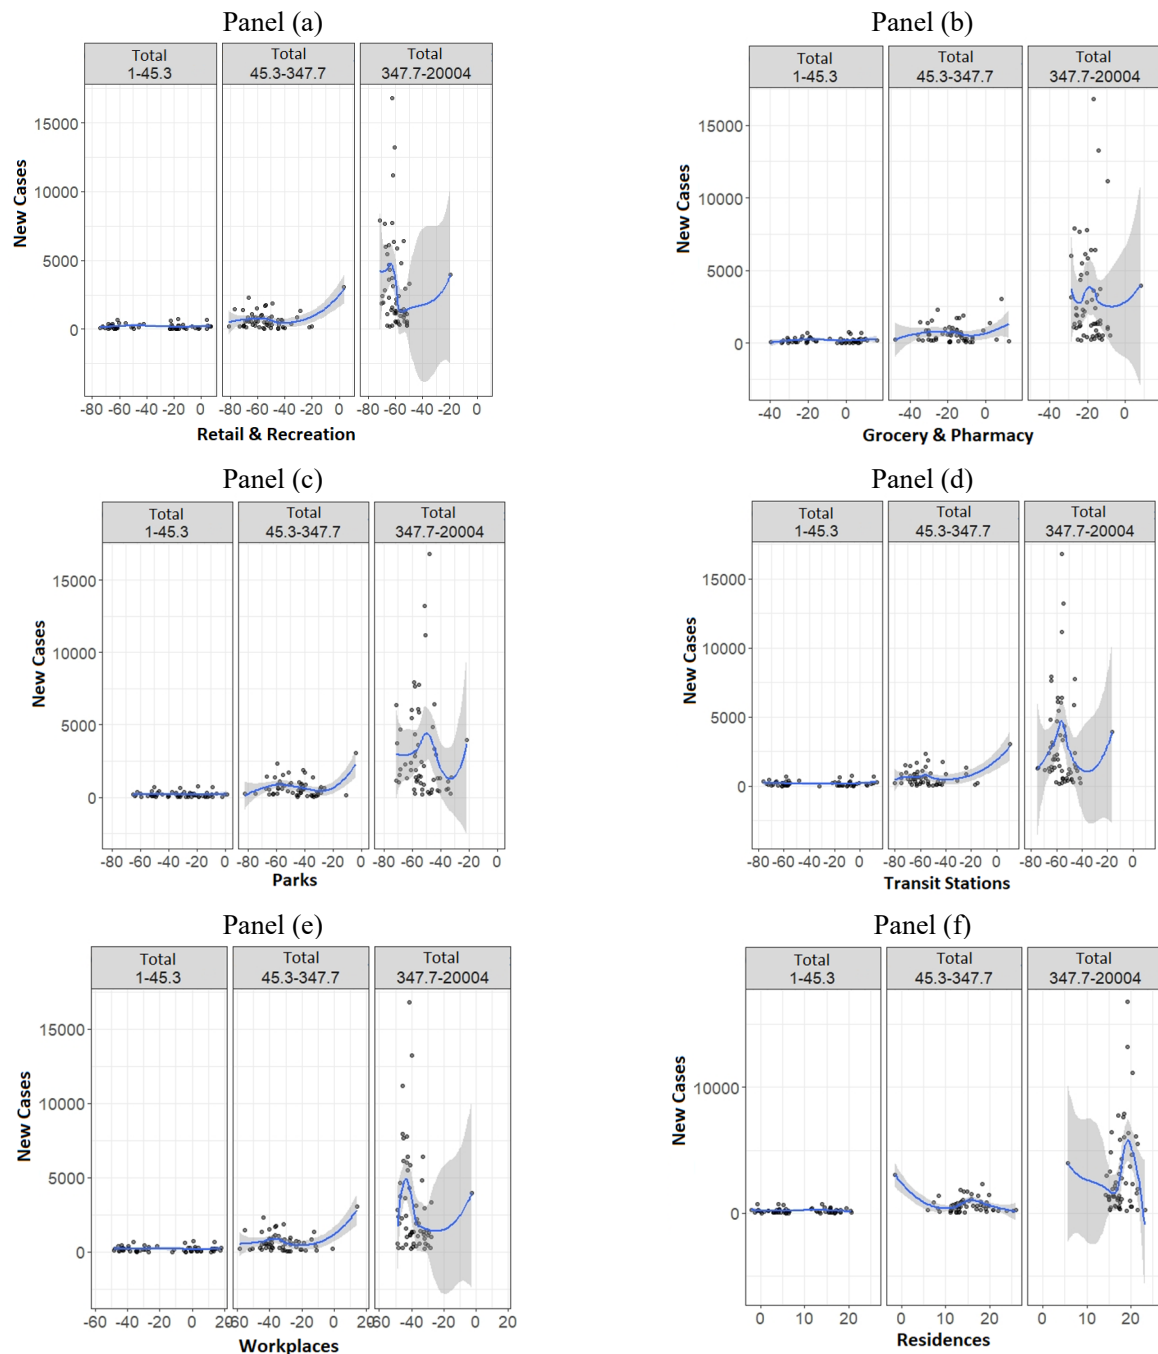 Panel (a)
Total
1-45.3
Total
45.3-347.7
Total
347.7-20004
New Cases
15000
10000
5000
0
-80 -60 -40 -20 0
-80 -60 -40 -20 0
-80 -60 -40 -20 0
Retail & Recreation
Panel (b)
Total
1-45.3
Total
45.3-347.7
Total
347.7-20004
New Cases
15000
10000
5000
0
-40 -20 0
-40 -20 0
-40 -20 0
Grocery & Pharmacy
Panel (c)
Total
1-45.3
Total
45.3-347.7
Total
347.7-20004
New Cases
15000
10000
5000
0
-80 -60 -40 -20 0
-80 -60 -40 -20 0
-80 -60 -40 -20 0
Parks
Panel (d)
Total
1-45.3
Total
45.3-347.7
Total
347.7-20004
New Cases
15000
10000
5000
0
-80 -60 -40 -20 0
-80 -60 -40 -20 0
-80 -60 -40 -20 0
Transit Stations
Panel (e)
Total
1-45.3
Total
45.3-347.7
Total
347.7-20004
New Cases
15000
10000
5000
0
-60 -40 -20 0 20
-60 -40 -20 0 20
-60 -40 -20 0 20
Workplaces
Panel (f)
Total
1-45.3
Total
45.3-347.7
Total
347.7-20004
New Cases
10000
5000
0
0 10 20
0 10 20
0 10 20
Residences